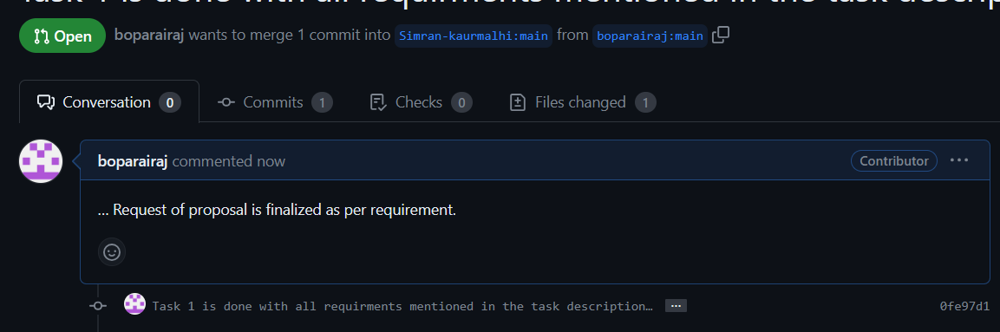 Task 1 is done with all requirments mentioned in the task descrip
Open boparairaj wants to merge 1 commit into Simran-kaurmalhi:main from boparairaj:main
Conversation 0 Commits 1 Checks 0 Files changed 1
boparairaj commented now Contributor ...
... Request of proposal is finalized as per requirement.
Task 1 is done with all requirments mentioned in the task description… ... 0fe97d1